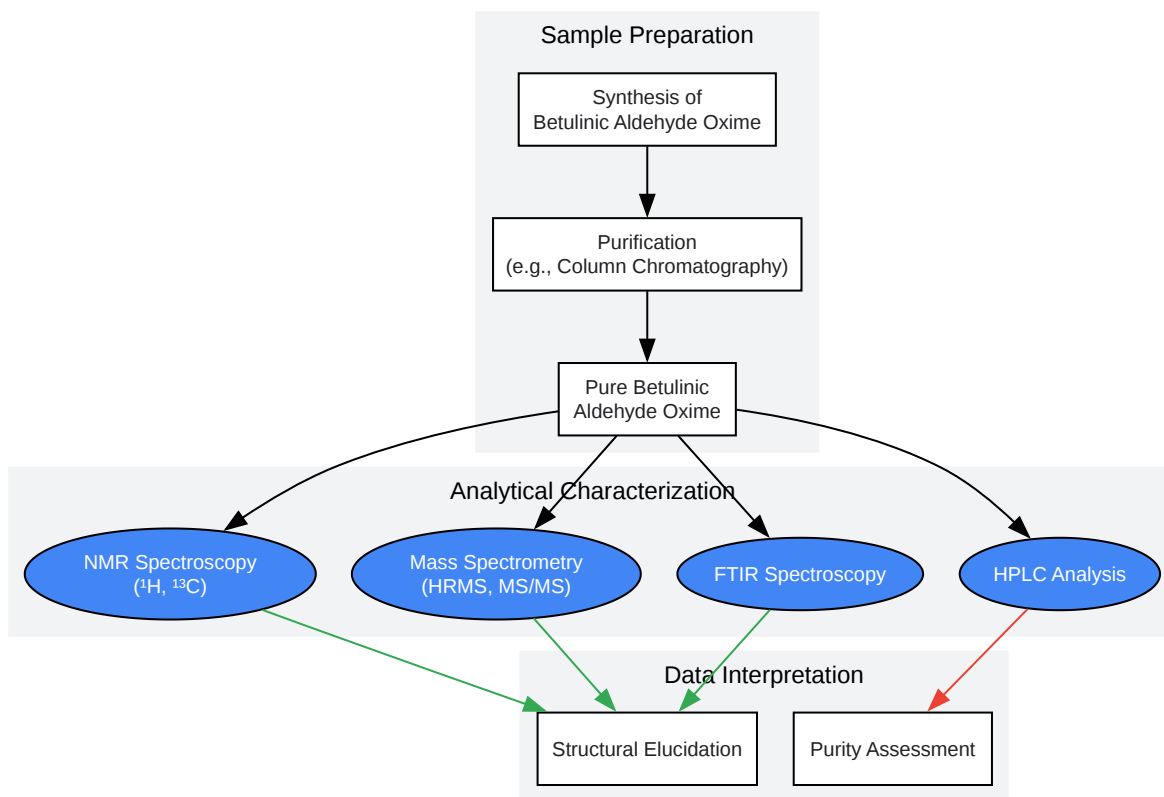 Sample Preparation
Synthesis of
Betulinic Aldehyde Oxime
Purification
(e.g., Column Chromatography)
Pure Betulinic
Aldehyde Oxime
Analytical Characterization
NMR Spectroscopy
(¹H, ¹³C)
Mass Spectrometry
(HRMS, MS/MS)
FTIR Spectroscopy
HPLC Analysis
Data Interpretation
Structural Elucidation
Purity Assessment